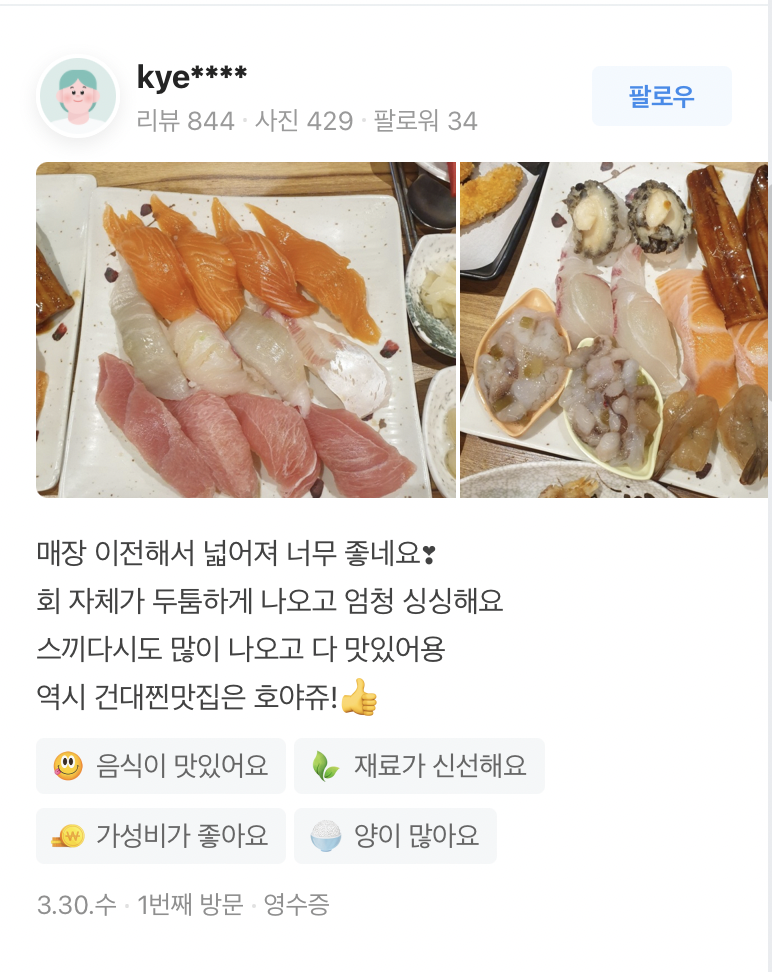 kye****
리뷰 844 · 사진 429 · 팔로워 34
팔로우
매장 이전해서 넓어져 너무 좋네요❣
회 자체가 두툼하게 나오고 엄청 싱싱해요
스끼다시도 많이 나오고 다 맛있어용
역시 건대찐맛집은 호야쥬!👍
😋 음식이 맛있어요
🌿 재료가 신선해요
가성비가 좋아요
🍚 양이 많아요
3.30.수 · 1번째 방문 · 영수증